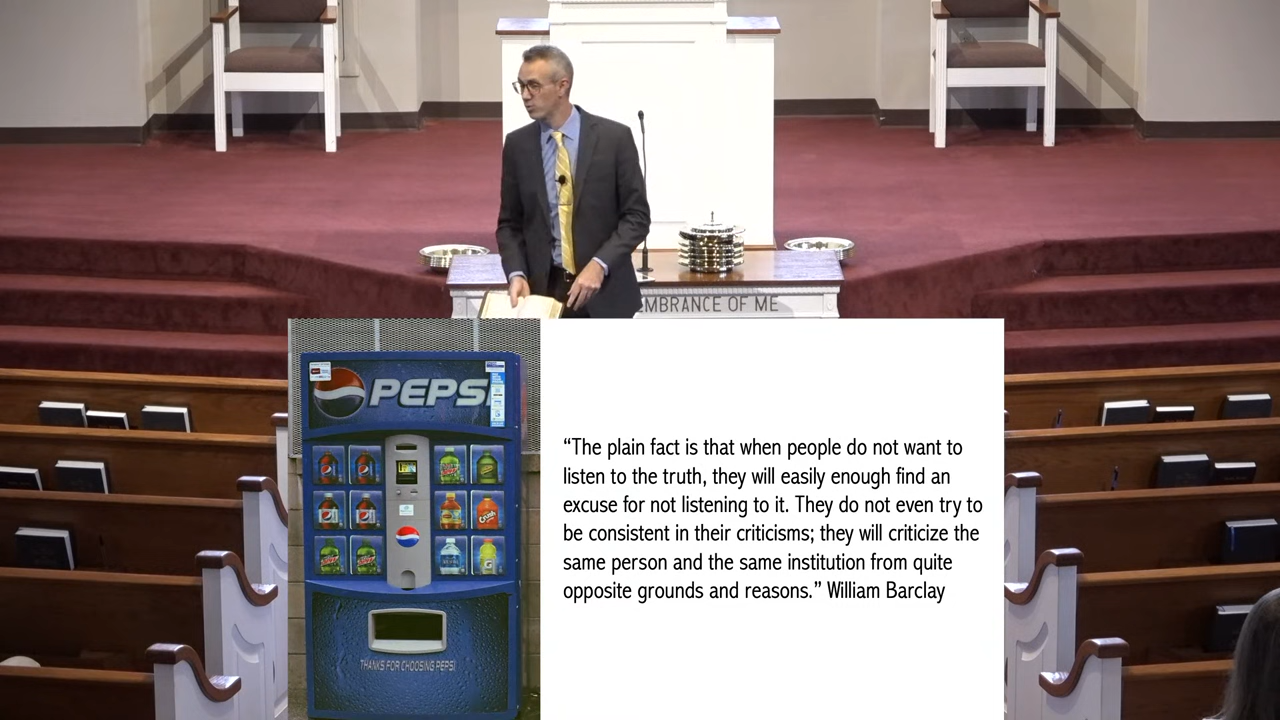 EMBRANCE OF ME
PEPSI
THANKS FOR CHOOSING PEPSI
“The plain fact is that when people do not want to
listen to the truth, they will easily enough find an
excuse for not listening to it. They do not even try to
be consistent in their criticisms; they will criticize the
same person and the same institution from quite
opposite grounds and reasons.” William Barclay